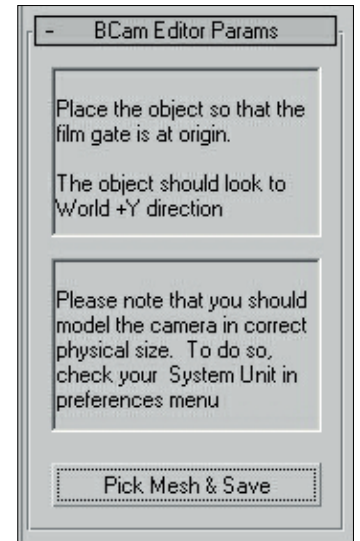 - BCam Editor Params
Place the object so that the
film gate is at origin.
The object should look to
World +Y direction
Please note that you should
model the camera in correct
physical size. To do so,
check your System Unit in
preferences menu
Pick Mesh & Save